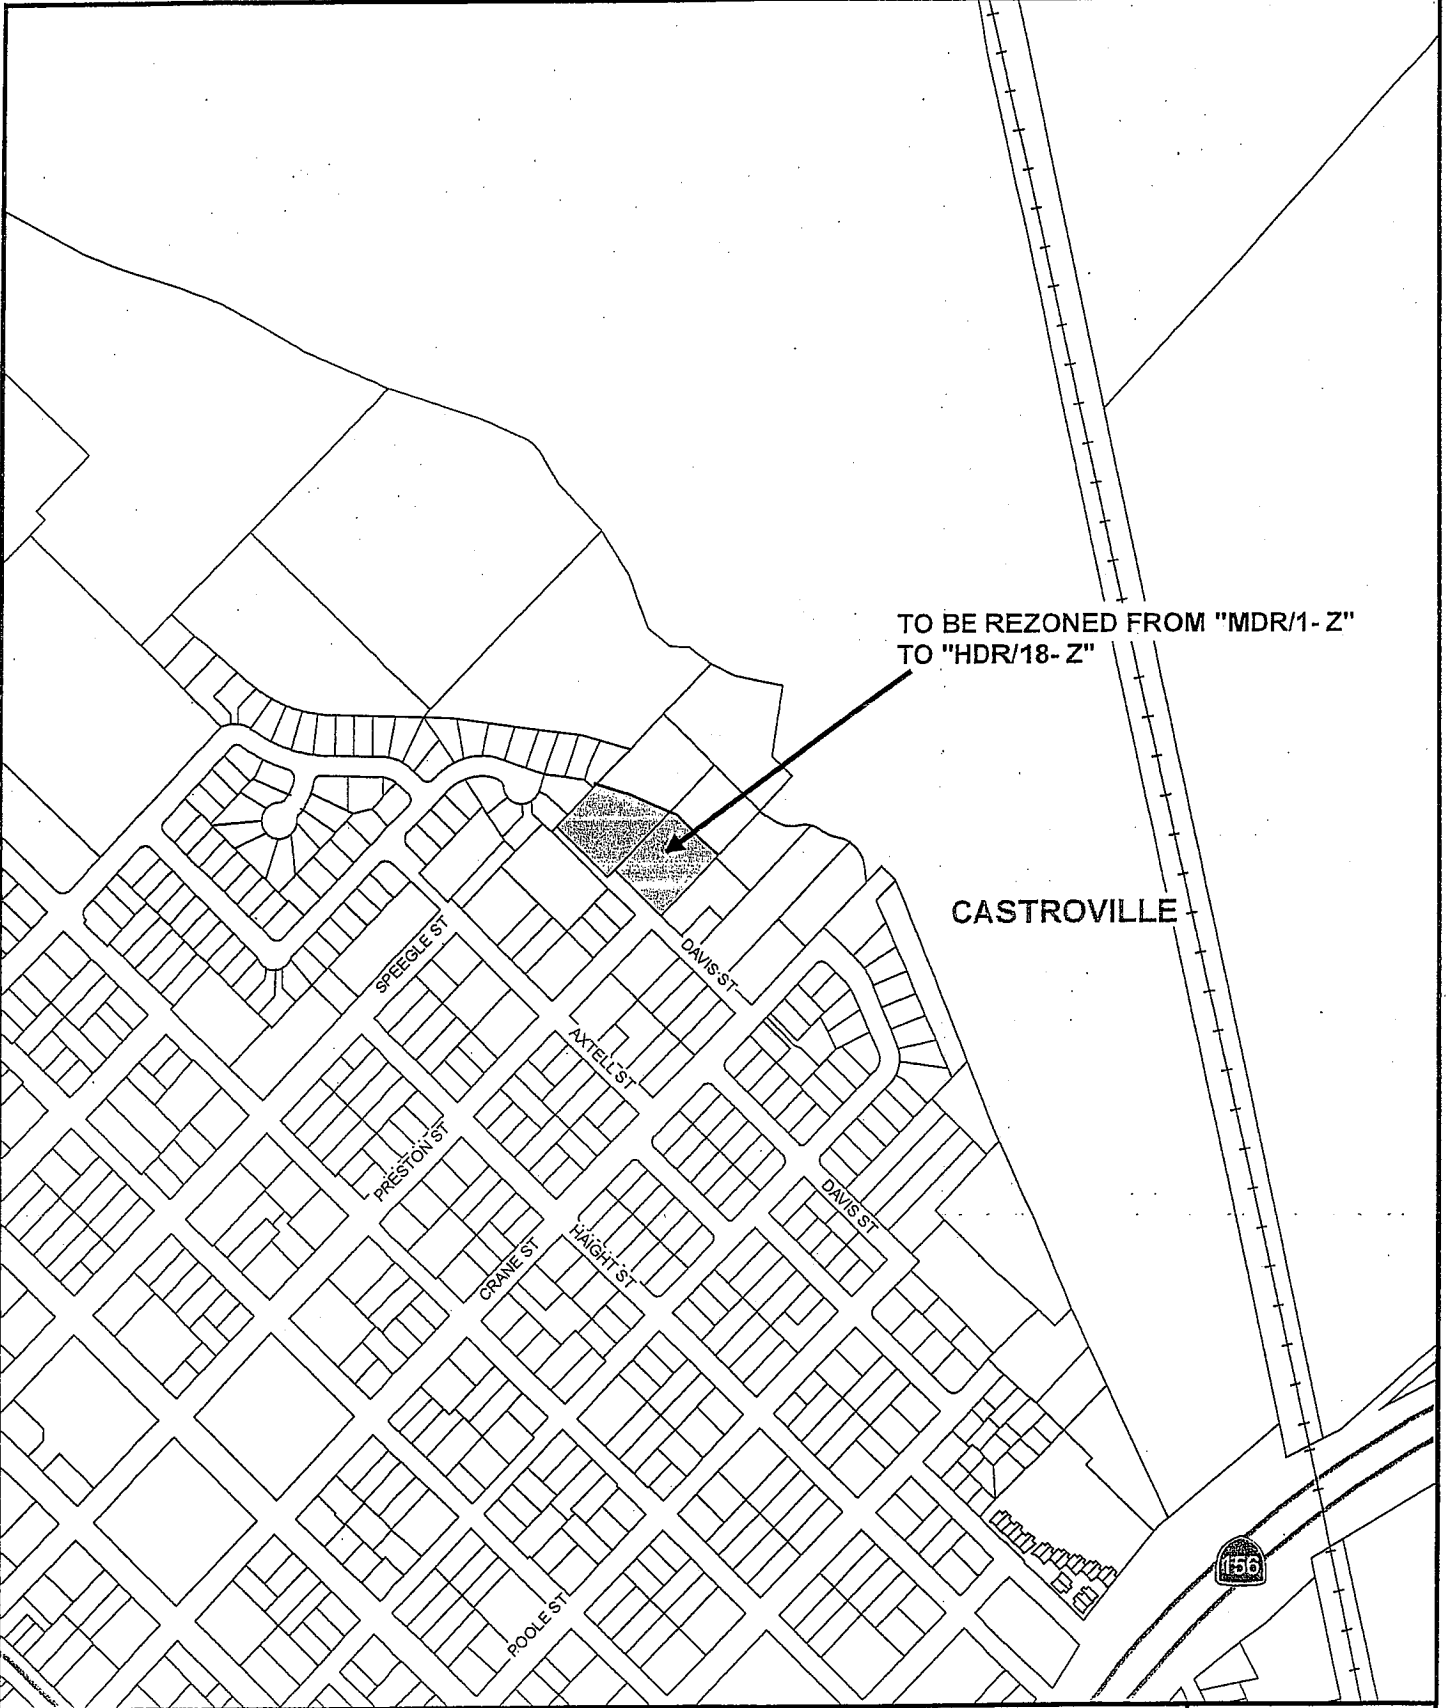 TO BE REZONED FROM "MDR/1- Z"
TO "HDR/18- Z"
CASTROVILLE
SPEEGLE ST
DAVIS ST
AXTELL ST
PRESTON ST
DAVIS ST
CRANE ST
HAIGHT ST
156
POOLE ST